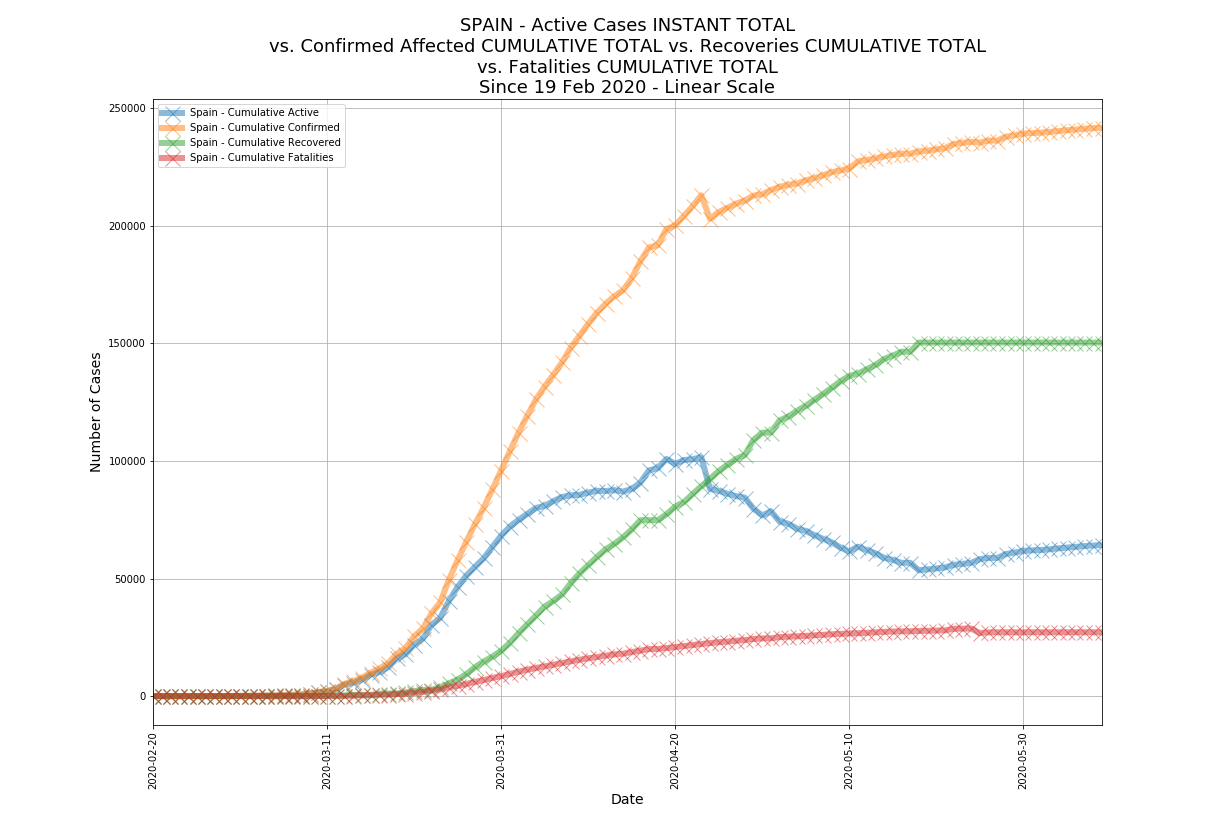 SPAIN - Active Cases INSTANT TOTAL
vs. Confirmed Affected CUMULATIVE TOTAL vs. Recoveries CUMULATIVE TOTAL
vs. Fatalities CUMULATIVE TOTAL
Since 19 Feb 2020 - Linear Scale
Spain - Cumulative Active
Spain - Cumulative Confirmed
Spain - Cumulative Recovered
Spain - Cumulative Fatalities
250000
200000
150000
100000
50000
0
Number of Cases
2020-02-20
2020-03-11
2020-03-31
2020-04-20
2020-05-10
2020-05-30
Date